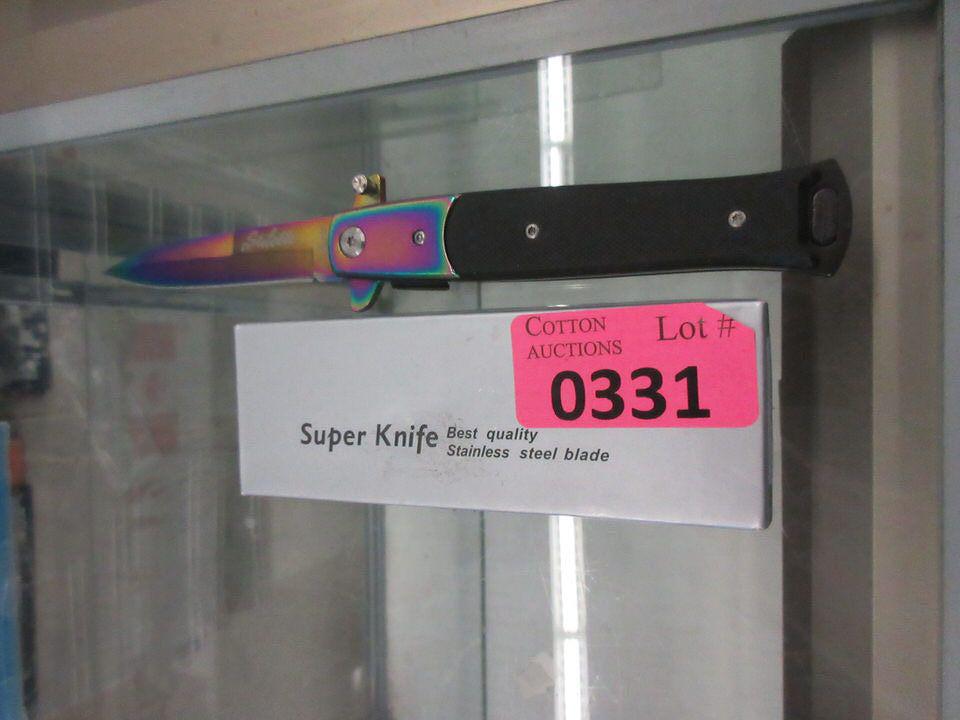 COTTON
AUCTIONS
Lot #
0331
Super Knife
Best quality
Stainless steel blade